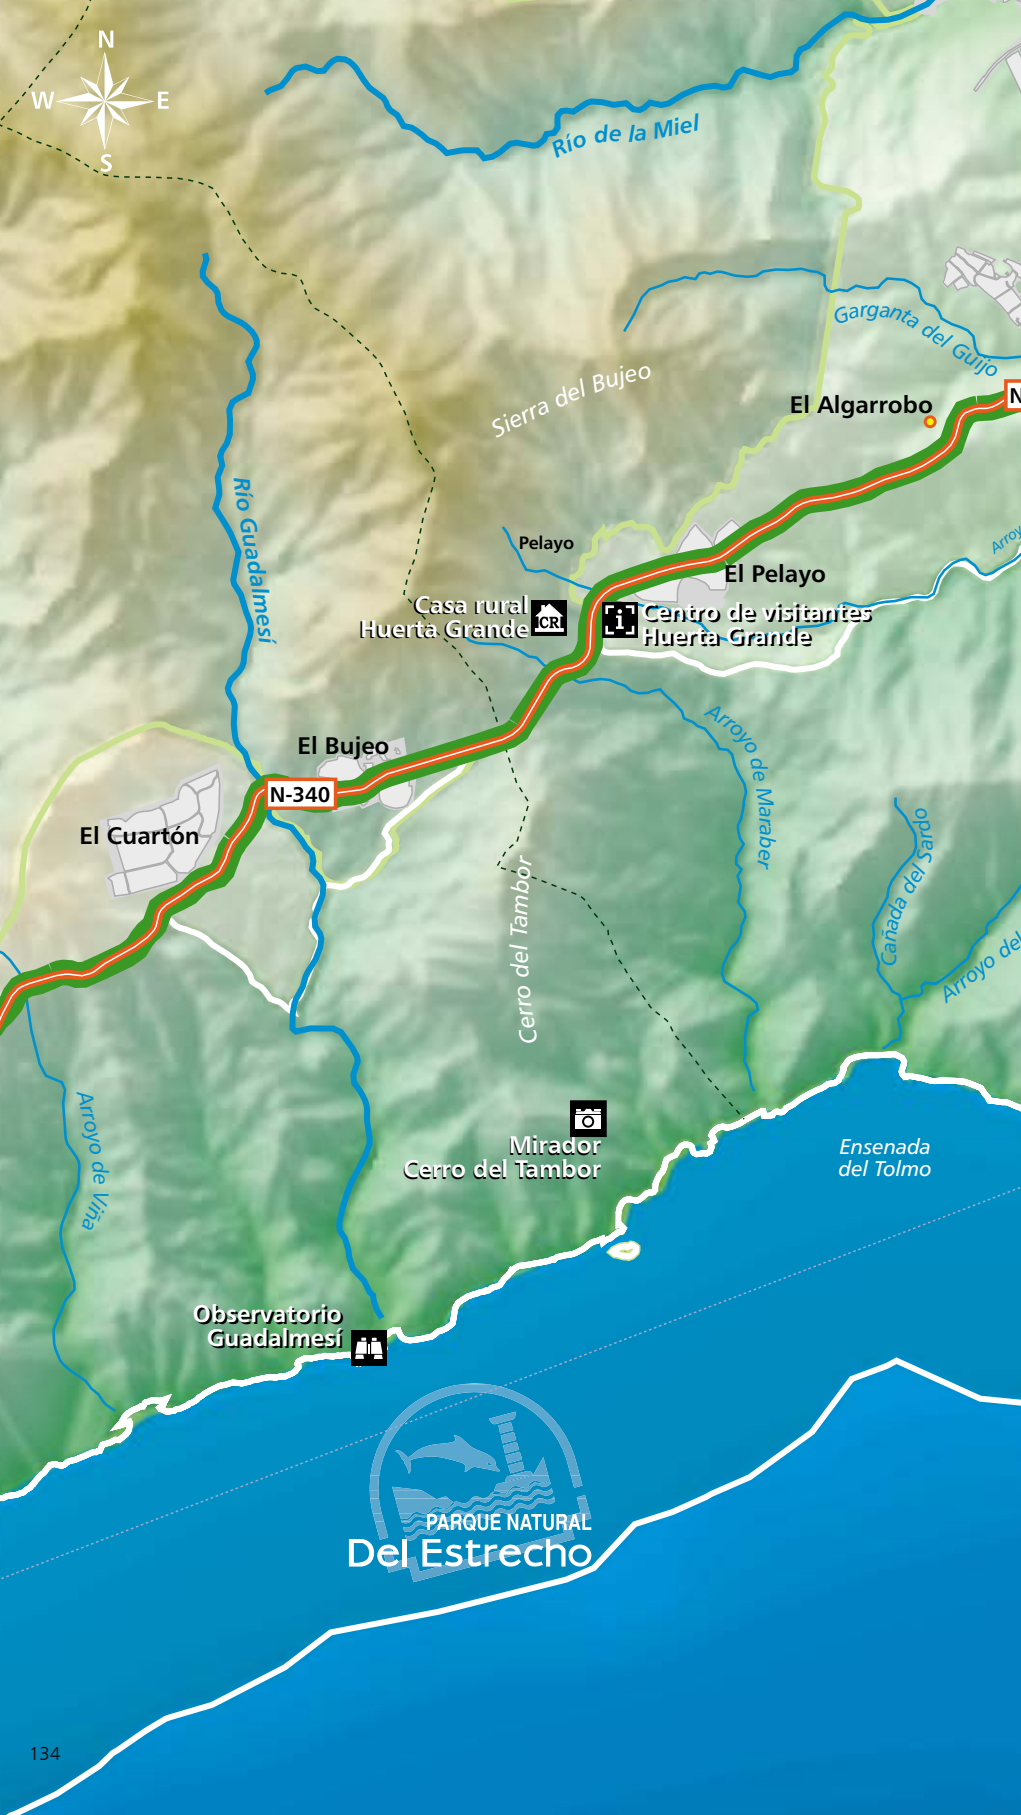 N
W
E
S
Río de la Miel
Garganta del Guijo
Sierra del Bujeo
El Algarrobo
N
Río Guadalmesí
Pelayo
El Pelayo
Arroy
Casa rural
Huerta Grande
CR
i
Centro de visitantes
Huerta Grande
Arroyo de Maraber
El Bujeo
N-340
El Cuartón
Cañada del Sardo
Cerro del Tambor
Arroyo del
Arroyo de Viña
Mirador
Cerro del Tambor
Ensenada
del Tolmo
Observatorio
Guadalmesí
PARQUE NATURAL
Del Estrecho
134